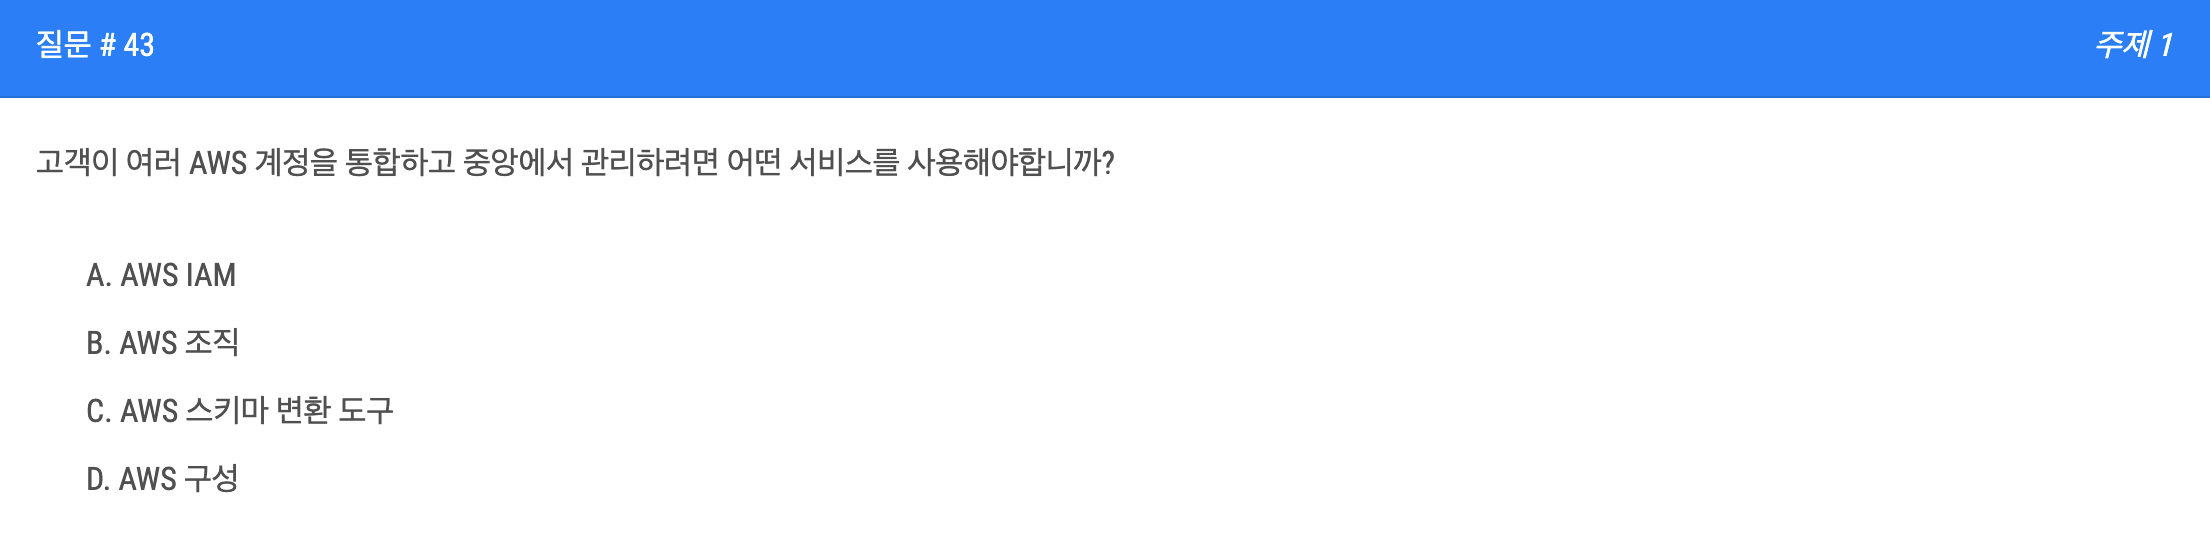 질문 # 43
주제 1
고객이 여러 AWS 계정을 통합하고 중앙에서 관리하려면 어떤 서비스를 사용해야합니까?
A. AWS IAM
B. AWS 조직
C. AWS 스키마 변환 도구
D. AWS 구성